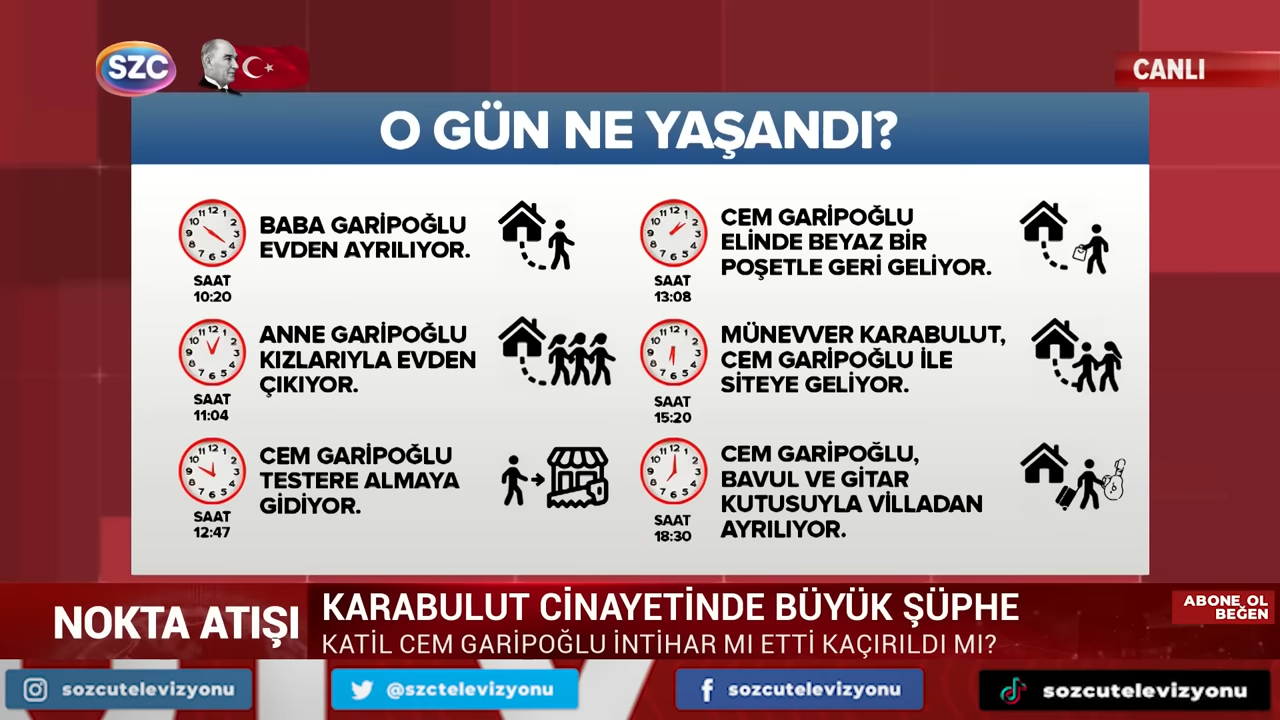 SZC
CANLI
O GÜN NE YAŞANDI?
SAAT
10:20
BABA GARİPOĞLU
EVDEN AYRILIYOR.
SAAT
11:04
ANNE GARİPOĞLU
KIZLARIYLA EVDEN
ÇIKIYOR.
SAAT
12:47
CEM GARİPOĞLU
TESTERE ALMAYA
GİDİYOR.
SAAT
13:08
CEM GARİPOĞLU
ELİNDE BEYAZ BİR
POŞETLE GERİ GELİYOR.
SAAT
15:20
MÜNEVVER KARABULUT,
CEM GARİPOĞLU İLE
SİTEYE GELİYOR.
SAAT
18:30
CEM GARİPOĞLU,
BAVUL VE GİTAR
KUTUSUYLA VİLLADAN
AYRILIYOR.
NOKTA ATIŞI
KARABULUT CİNAYETİNDE BÜYÜK ŞÜPHE
KATİL CEM GARİPOĞLU İNTİHAR MI ETTİ KAÇIRILDI MI?
ABONE OL
BEĞEN
sozcutelevizyonu
@szctelevizyonu
sozcutelevizyonu
sozcutelevizyonu